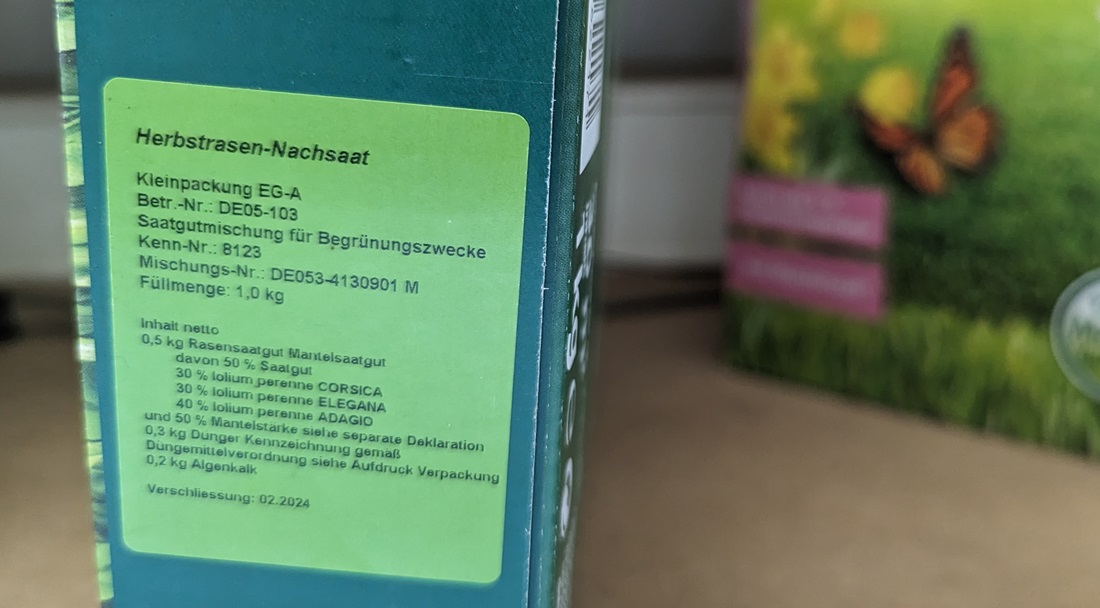 Herbstrasen-Nachsaat
Kleinpackung EG-A
Betr.-Nr.: DE05-103
Saatgutmischung für Begrünungszwecke
Kenn-Nr.: 8123
Mischungs-Nr.: DE053-4130901 M
Füllmenge: 1,0 kg
Inhalt netto
0,5 kg Rasensaatgut Mantelsaatgut
davon 50 % Saatgut
30 % lolium perenne CORSICA
30 % lolium perenne ELEGANA
40 % lolium perenne ADAGIO
und 50 % Mantelstärke siehe separate Deklaration
0,3 kg Dünger Kennzeichnung gemäß
Düngemittelverordnung siehe Aufdruck Verpackung
0,2 kg Algenkalk
Verschliessung: 02.2024